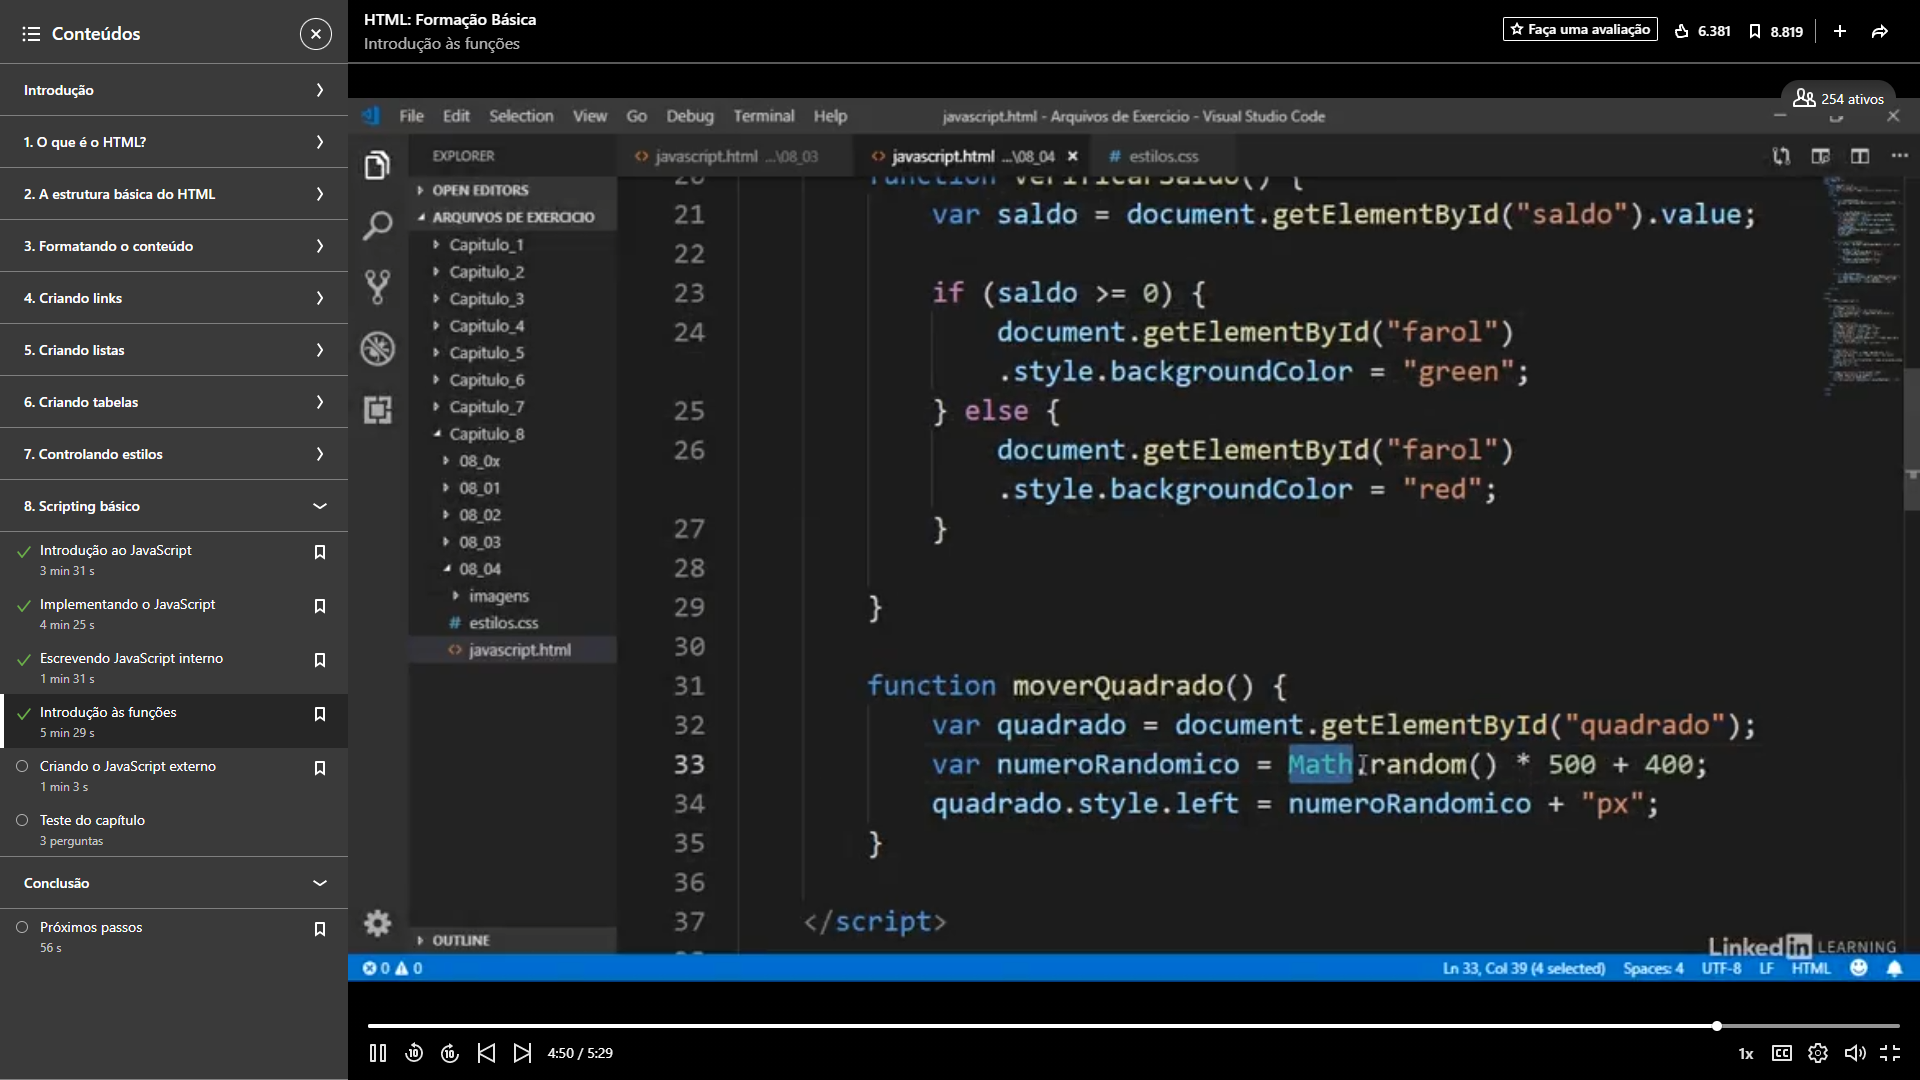 Conteúdos
Introdução
1. O que é o HTML?
2. A estrutura básica do HTML
3. Formatando o conteúdo
4. Criando links
5. Criando listas
6. Criando tabelas
7. Controlando estilos
8. Scripting básico
Introdução ao JavaScript
3 min 31 s
Implementando o JavaScript
4 min 25 s
Escrevendo JavaScript interno
1 min 31 s
Introdução às funções
5 min 29 s
Criando o JavaScript externo
1 min 3 s
Teste do capítulo
3 perguntas
Conclusão
Próximos passos
56 s
HTML: Formação Básica
Introdução às funções
Faça uma avaliação
6.381
8.819
254 ativos
File Edit Selection View Go Debug Terminal Help
javascript.html - Arquivos de Exercicio - Visual Studio Code
EXPLORER
OPEN EDITORS
ARQUIVOS DE EXERCICIO
Capitulo_1
Capitulo_2
Capitulo_3
Capitulo_4
Capitulo_5
Capitulo_6
Capitulo_7
Capitulo_8
08_0x
08_01
08_02
08_03
08_04
imagens
# estilos.css
<> javascript.html
OUTLINE
<> javascript.html ...\08_03
<> javascript.html ...\08_04
# estilos.css
20 function verificarSaldo() {
21 var saldo = document.getElementById("saldo").value;
22
23 if (saldo >= 0) {
24 document.getElementById("farol")
.style.backgroundColor = "green";
25 } else {
26 document.getElementById("farol")
.style.backgroundColor = "red";
27 }
28
29 }
30
31 function moverQuadrado() {
32 var quadrado = document.getElementById("quadrado");
33 var numeroRandomico = Math.random() * 500 + 400;
34 quadrado.style.left = numeroRandomico + "px";
35 }
36
37 </script>
Linked in LEARNING
0 0
Ln 33, Col 39 (4 selected) Spaces: 4 UTF-8 LF HTML
10 10 4:50 / 5:29
1x CC